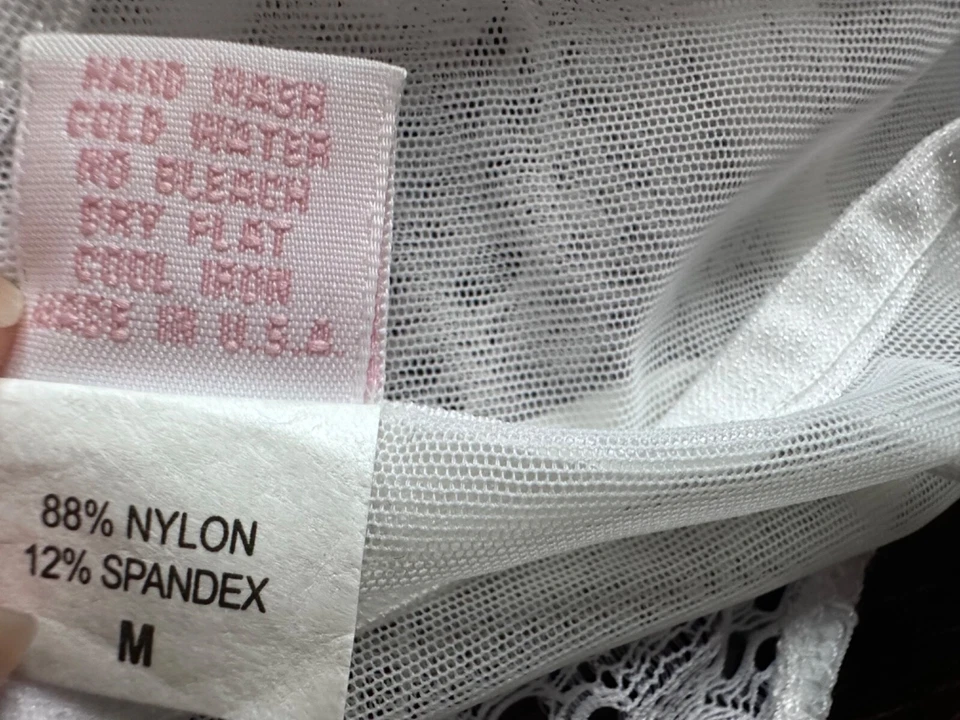 HAND WASH
COLD WATER
NO BLEACH
DRY FLAT
COOL IRON
MADE IN U.S.A.
88% NYLON
12% SPANDEX
M